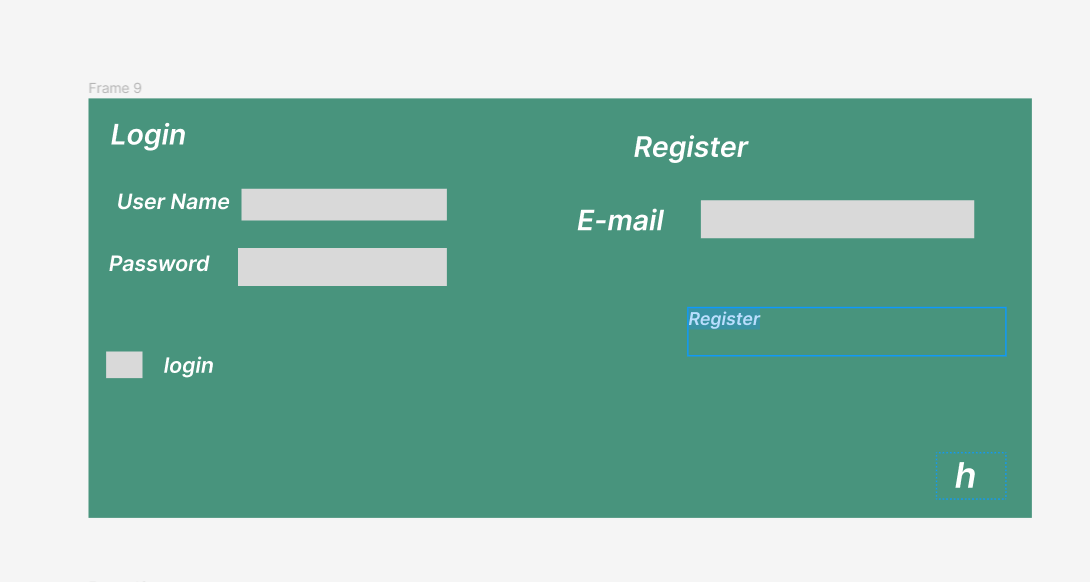 Frame 9
Login
User Name
Password
login
Register
E-mail
Register
h